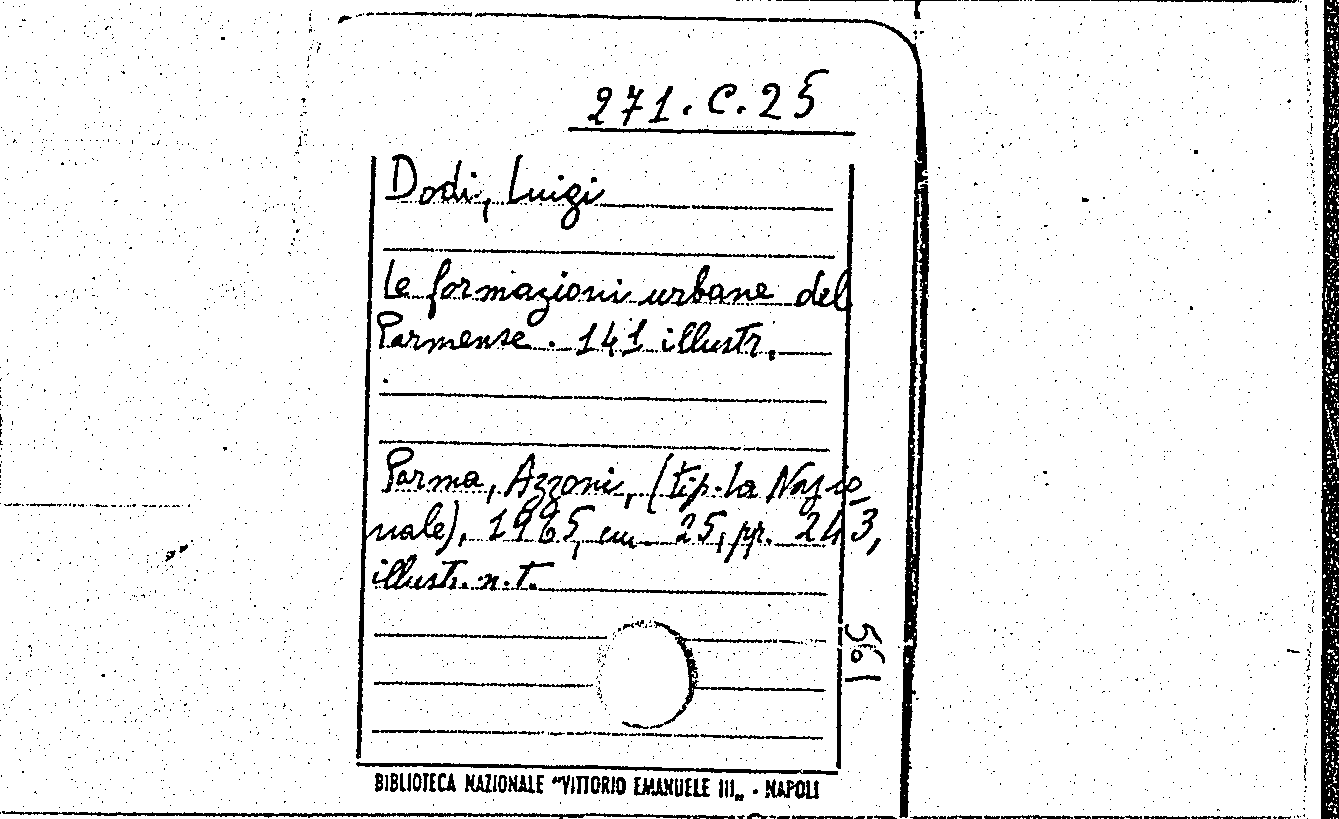 271.C.25
Dodi, Luigi
Le formazioni urbane del
Parmense. 141 illustr.
Parma, Azzoni, (tip. La Nazio
nale), 1965, cm. 25, pp. 243,
illustr. n.t.
561
BIBLIOTECA NAZIONALE "VITTORIO EMANUELE III„ - NAPOLI